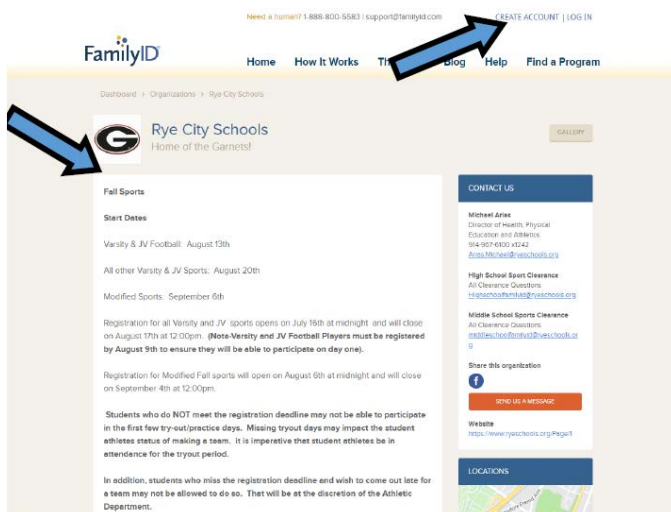 Need a human? 1-888-800-5583 | support@familyid.com
CREATE ACCOUNT | LOG IN
FamilyID
Home How It Works Blog Help Find a Program
Dashboard > Organizations > Rye City Schools
G
Rye City Schools
Home of the Garnets!
GALLERY
Fall Sports
Start Dates
Varsity & JV Football: August 13th
All other Varsity & JV Sports: August 20th
Modified Sports: September 6th
Registration for all Varsity and JV sports opens on July 16th at midnight and will close
on August 17th at 12:00pm. (Note-Varsity and JV Football Players must be registered
by August 9th to ensure they will be able to participate on day one).
Registration for Modified Fall sports will open on August 6th at midnight and will close
on September 4th at 12:00pm.
Students who do NOT meet the registration deadline may not be able to participate
in the first few try-out/practice days. Missing tryout days may impact the student
athletes status of making a team. It is imperative that student athletes be in
attendance for the tryout period.
In addition, students who miss the registration deadline and wish to come out late for
a team may not be allowed to do so. That will be at the discretion of the Athletic
Department.
CONTACT US
Michael Arias
Director of Health, Physical
Education and Athletics
914-967-6100 x1242
Arias.Michael@ryeschools.org
High School Sport Clearance
All Clearance Questions
Highschoolfamilyid@ryeschools.org
Middle School Sports Clearance
All Clearance Questions
middleschoolfamilyid@ryeschools.or
g
Share this organization
f
SEND US A MESSAGE
Website
https://www.ryeschools.org/Page/1
LOCATIONS